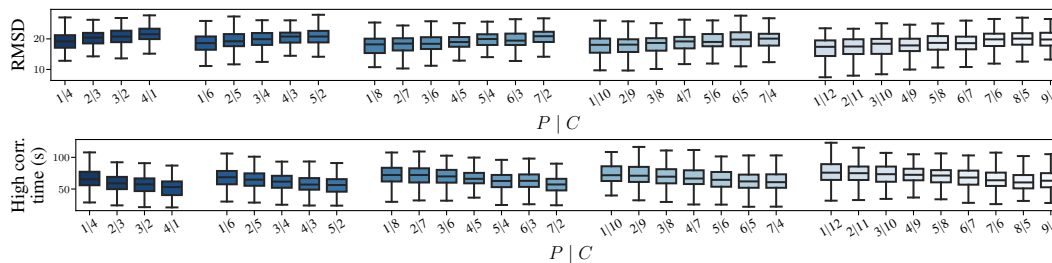 RMSD
20
10
1|4 2|3 3|2 4|1 1|6 2|5 3|4 4|3 5|2 1|8 2|7 3|6 4|5 5|4 6|3 7|2 1|10 2|9 3|8 4|7 5|6 6|5 7|4 1|12 2|11 3|10 4|9 5|8 6|7 7|6 8|5 9|
P | C
High corr.
time (s)
100
50
1|4 2|3 3|2 4|1 1|6 2|5 3|4 4|3 5|2 1|8 2|7 3|6 4|5 5|4 6|3 7|2 1|10 2|9 3|8 4|7 5|6 6|5 7|4 1|12 2|11 3|10 4|9 5|8 6|7 7|6 8|5 9|
P | C